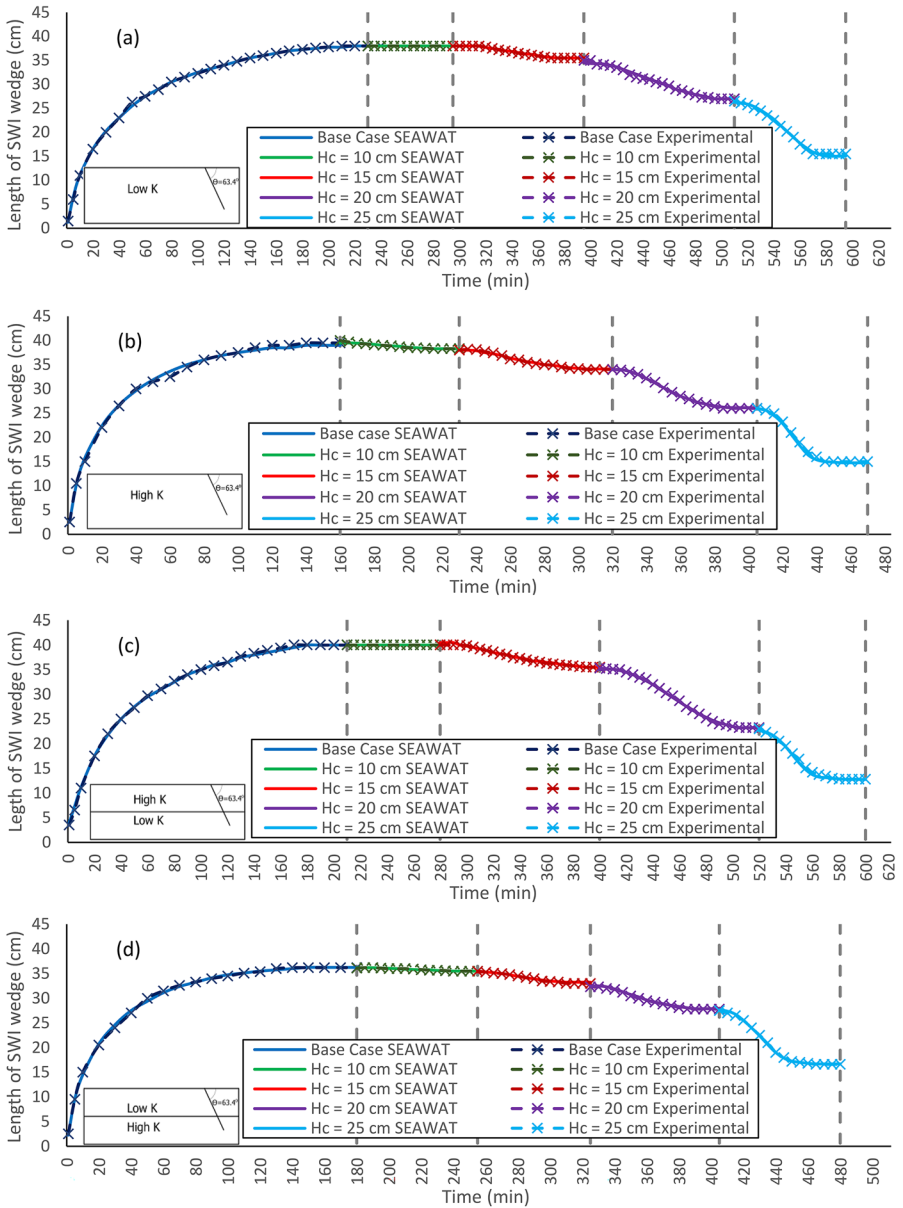 Length of SWI wedge (cm)
45
40
35
30
25
20
15
10
5
0
(a)
Base Case SEAWAT Base Case Experimental
Hc = 10 cm SEAWAT Hc = 10 cm Experimental
Hc = 15 cm SEAWAT Hc = 15 cm Experimental
Hc = 20 cm SEAWAT Hc = 20 cm Experimental
Hc = 25 cm SEAWAT Hc = 25 cm Experimental
Low K
Θ=63.4°
0 20 40 60 80 100 120 140 160 180 200 220 240 260 280 300 320 340 360 380 400 420 440 460 480 500 520 540 560 580 600 620
Time (min)
Length of SWI wedge (cm)
45
40
35
30
25
20
15
10
5
0
(b)
Base case SEAWAT Base case Experimental
Hc = 10 cm SEAWAT Hc = 10 cm Experimental
Hc = 15 cm SEAWAT Hc = 15 cm Experimental
Hc = 20 cm SEAWAT Hc = 20 cm Experimental
Hc = 25 cm SEAWAT Hc = 25 cm Experimental
High K
Θ=63.4°
0 20 40 60 80 100 120 140 160 180 200 220 240 260 280 300 320 340 360 380 400 420 440 460 480
Time (min)
Legth of SWI wedge (cm)
45
40
35
30
25
20
15
10
5
0
(c)
Base Case SEAWAT Base Case Experimental
Hc = 10 cm SEAWAT Hc = 10 cm Experimental
Hc = 15 cm SEAWAT Hc = 15 cm Experimental
Hc = 20 cm SEAWAT Hc = 20 cm Experimental
Hc = 25 cm SEAWAT Hc = 25 cm Experimental
High K
Θ=63.4°
Low K
0 20 40 60 80 100 120 140 160 180 200 220 240 260 280 300 320 340 360 380 400 420 440 460 480 500 520 540 560 580 600 620
Time (min)
Length of SWI wedge (cm)
45
40
35
30
25
20
15
10
5
0
(d)
Base Case SEAWAT Base Case Experimental
Hc = 10 cm SEAWAT Hc = 10 cm Experimental
Hc = 15 cm SEAWAT Hc = 15 cm Experimental
Hc = 20 cm SEAWAT Hc = 20 cm Experimental
Hc = 25 cm SEAWAT Hc = 25 cm Experimental
Low K
Θ=63.4°
High K
0 20 40 60 80 100 120 140 160 180 200 220 240 260 280 300 320 340 360 380 400 420 440 460 480 500
Time (min)